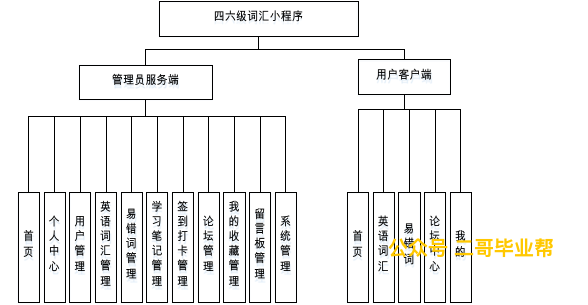 四六级词汇小程序
管理员服务端
用户客户端
首页
个人中心
用户管理
英语词汇管理
易错词管理
学习笔记管理
签到打卡管理
论坛管理
我的收藏管理
留言板管理
系统管理
首页
英语词汇
易错词
论坛中心
我的
公众号 二哥毕业帮